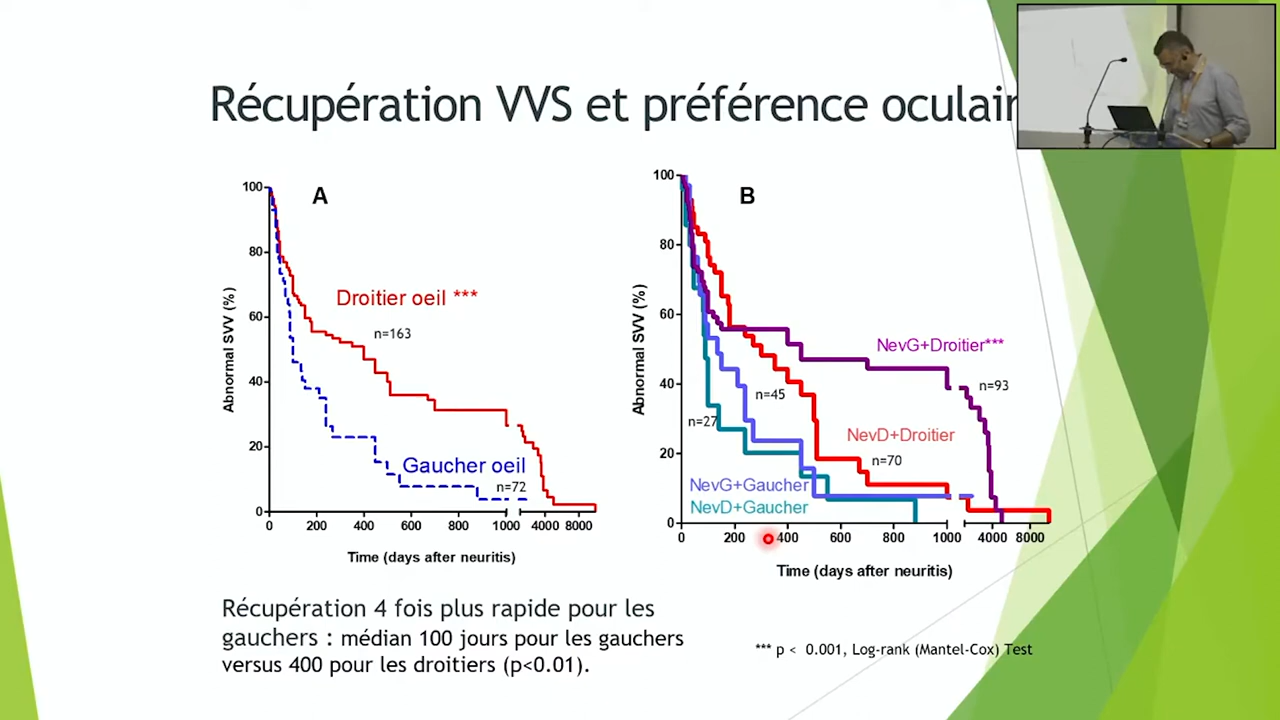 Récupération VVS et préférence oculair
A
100
80
60
40
20
0
Abnormal SVV (%)
Droitier oeil ***
n=163
Gaucher oeil
n=72
0 200 400 600 800 1000 4000 8000
Time (days after neuritis)
B
100
80
60
40
20
0
Abnormal SVV (%)
NevG+Droitier***
n=93
n=45
n=27
NevD+Droitier
n=70
NevG+Gaucher
NevD+Gaucher
0 200 400 600 800 1000 4000 8000
Time (days after neuritis)
Récupération 4 fois plus rapide pour les
gauchers : médian 100 jours pour les gauchers
versus 400 pour les droitiers (p<0.01).
*** p < 0.001, Log-rank (Mantel-Cox) Test